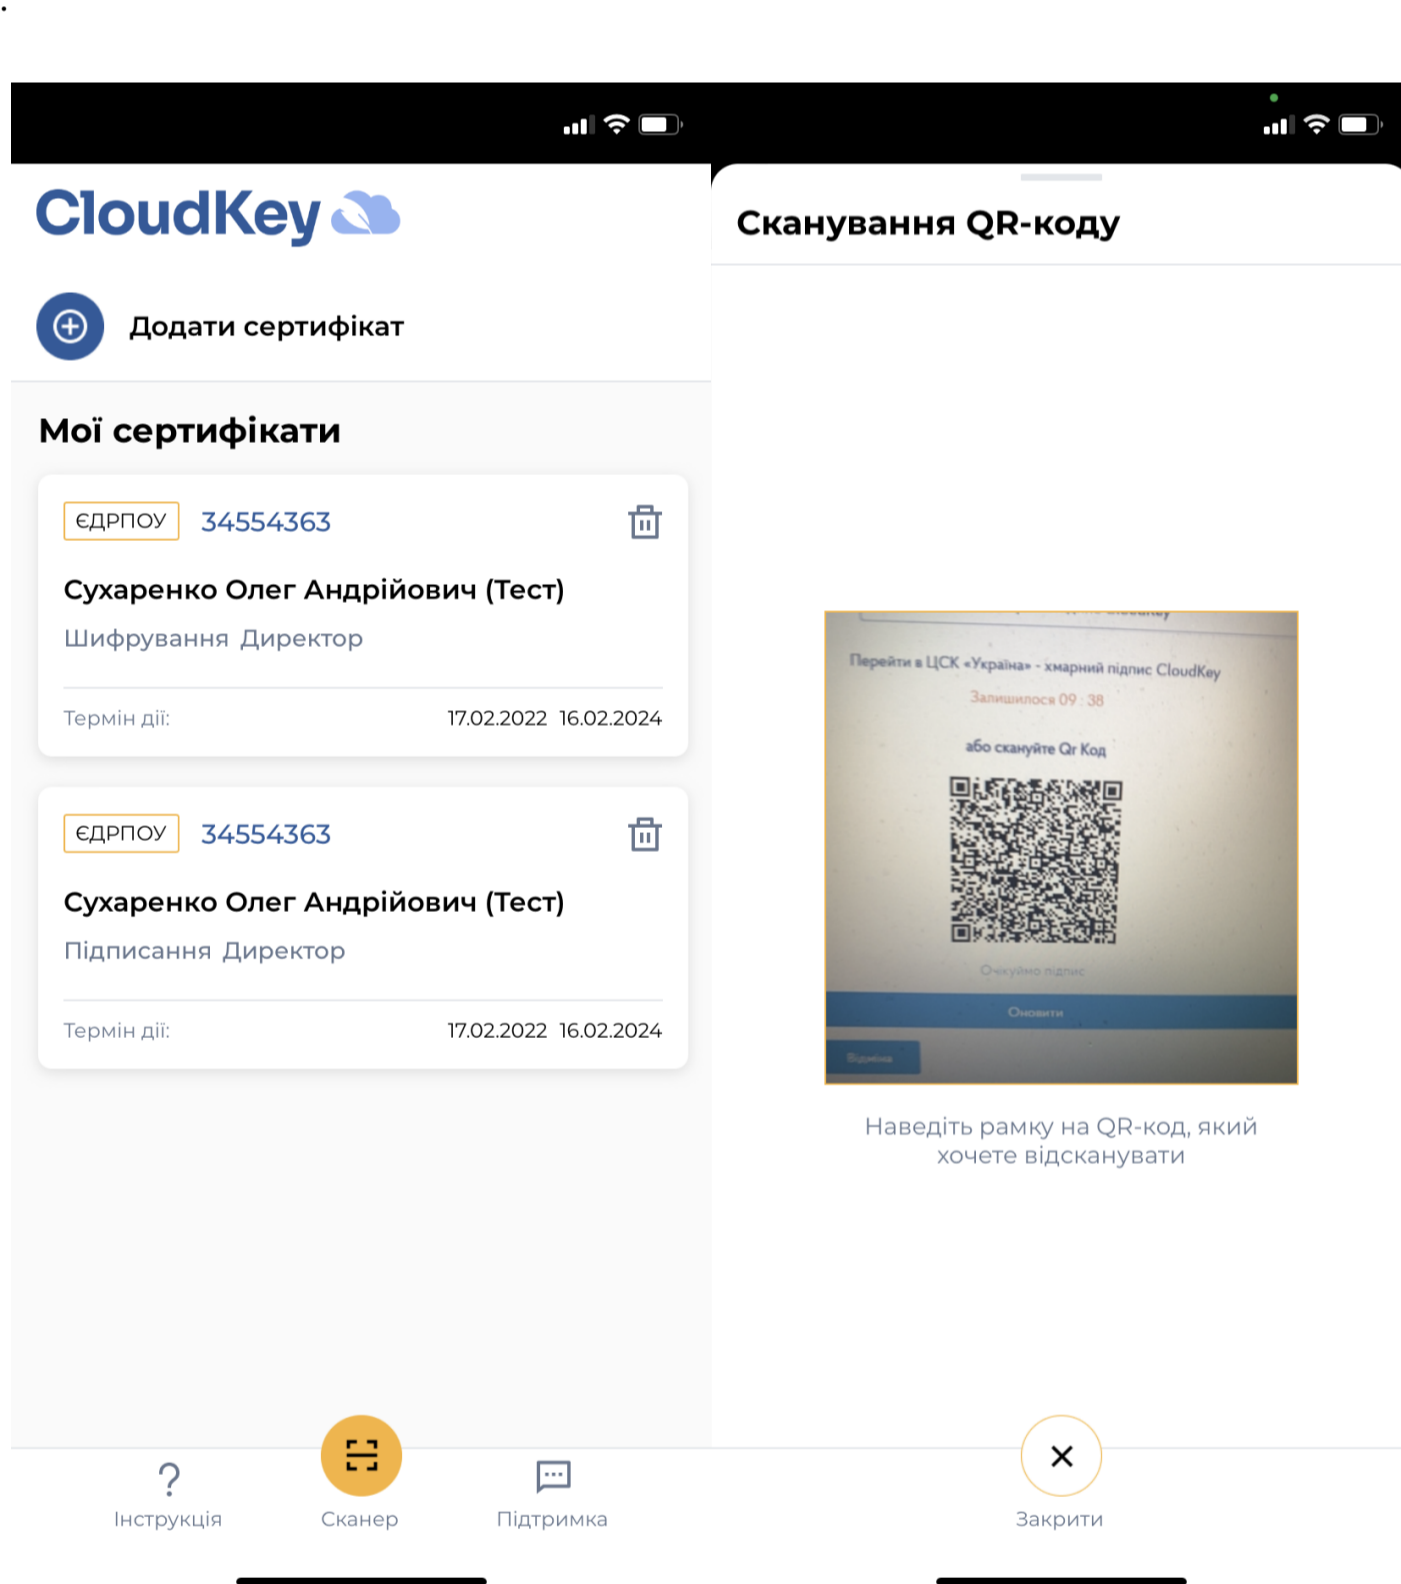 CloudKey
Додати сертифікат
Мої сертифікати
ЄДРПОУ 34554363
Сухаренко Олег Андрійович (Тест)
Шифрування Директор
Термін дії: 17.02.2022 16.02.2024
ЄДРПОУ 34554363
Сухаренко Олег Андрійович (Тест)
Підписання Директор
Термін дії: 17.02.2022 16.02.2024
Інструкція
Сканер
Підтримка
Сканування QR-коду
Перейти в ЦСК «Україна» - хмарний підпис CloudKey
Залишилося 09 : 38
або скануйте Qr Код
Очікуймо підпис
Оновити
Відміна
Наведіть рамку на QR-код, який
хочете відсканувати
Закрити